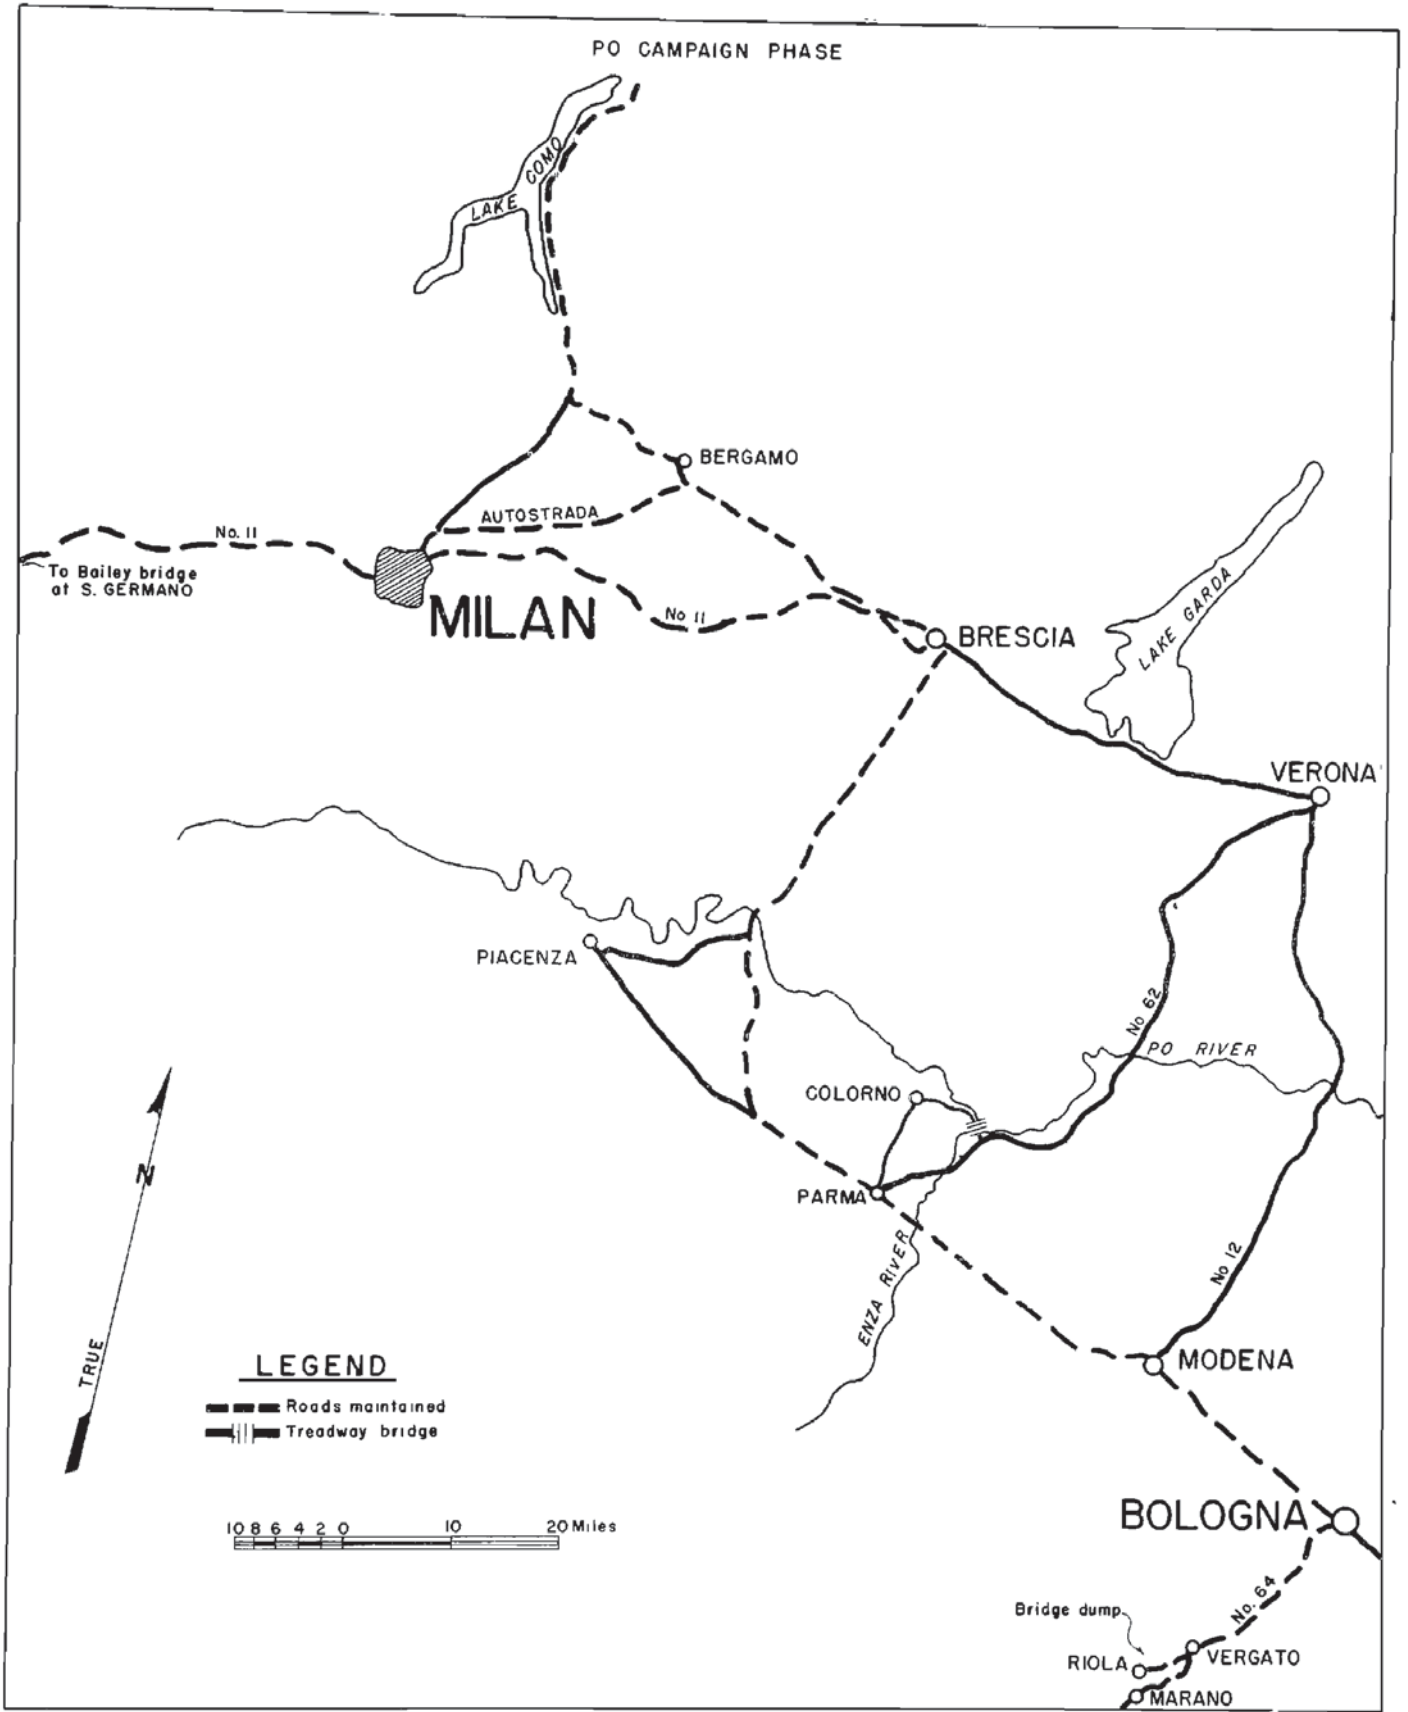 PO CAMPAIGN PHASE
LAKE COMO
BERGAMO
AUTOSTRADA
No. 11
To Bailey bridge
at S. GERMANO
MILAN
No 11
BRESCIA
LAKE GARDA
VERONA
PIACENZA
No 62
PO RIVER
COLORNO
PARMA
ENZA RIVER
No 12
N
TRUE
MODENA
LEGEND
Roads maintained
Treadway bridge
10 8 6 4 2 0 10 20 Miles
BOLOGNA
No. 64
Bridge dump
RIOLA
VERGATO
MARANO